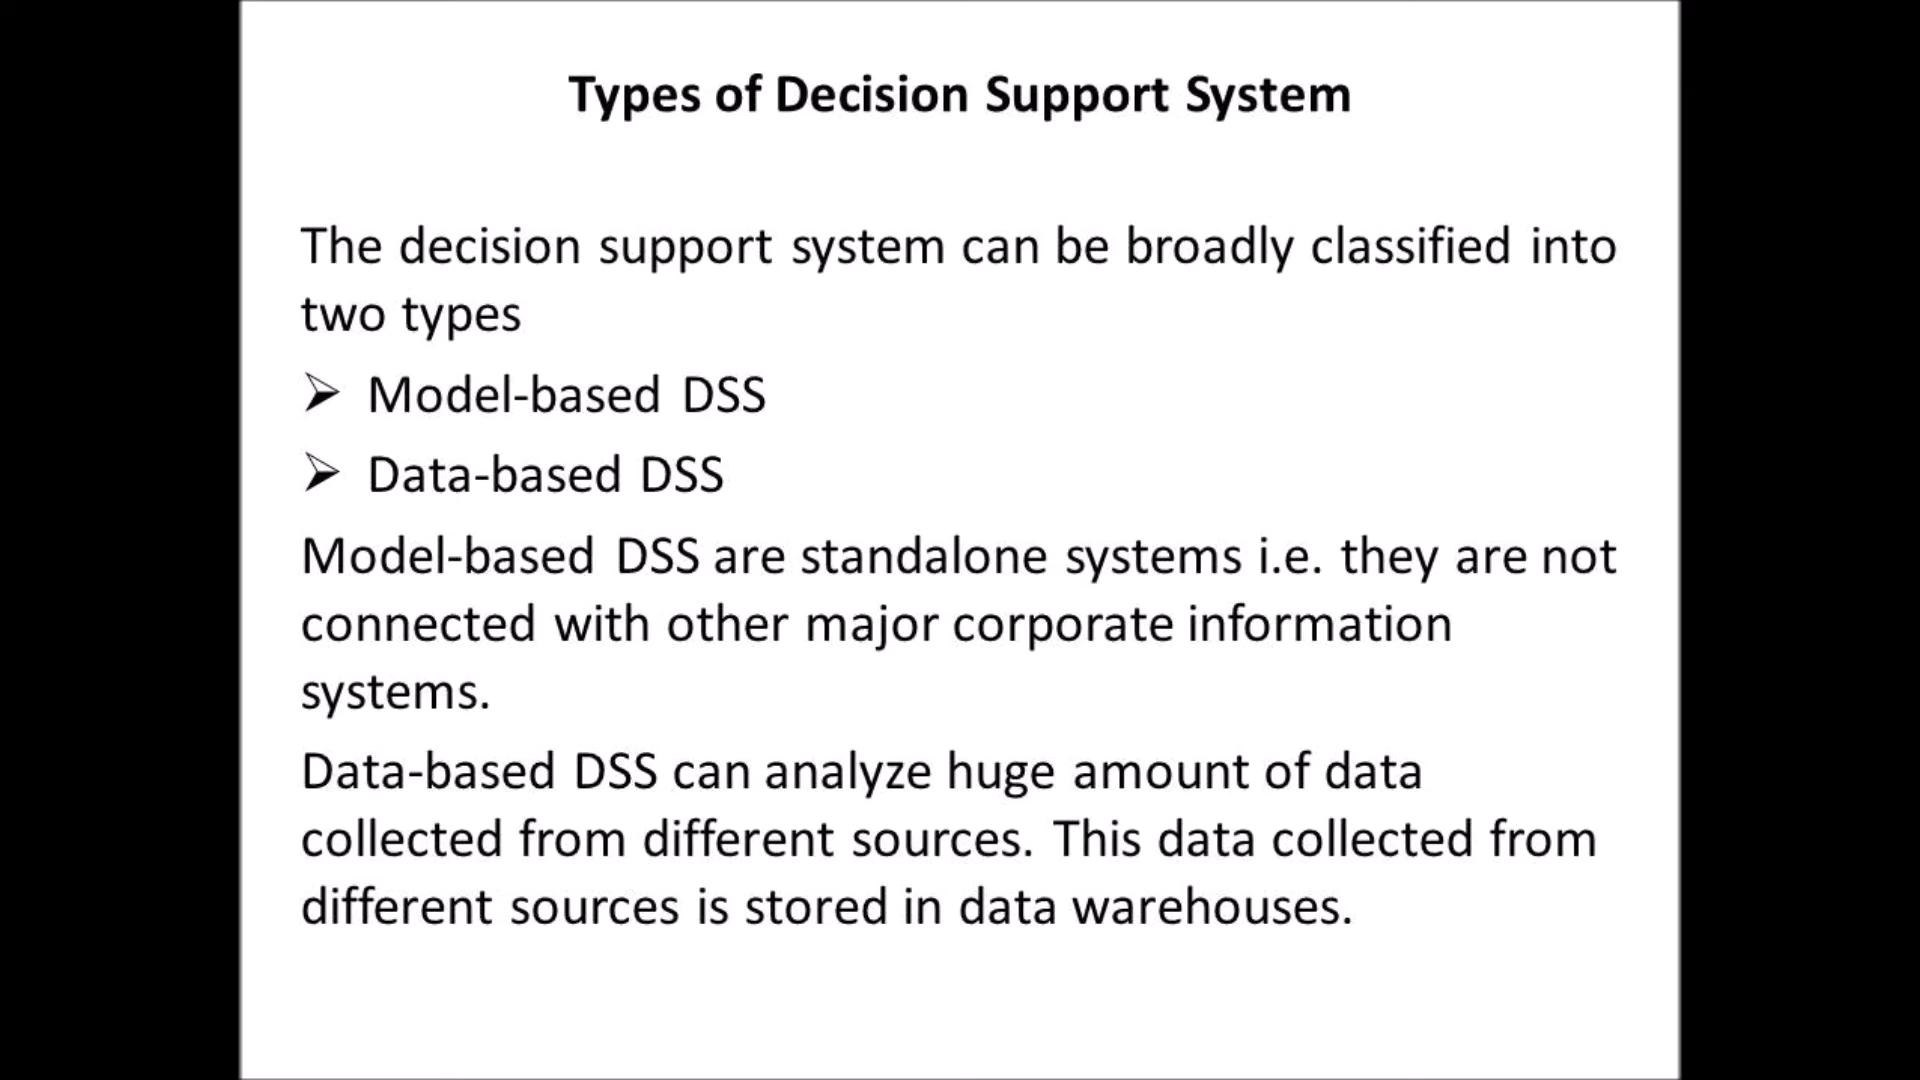 Types of Decision Support System
The decision support system can be broadly classified into
two types
➢ Model-based DSS
➢ Data-based DSS
Model-based DSS are standalone systems i.e. they are not
connected with other major corporate information
systems.
Data-based DSS can analyze huge amount of data
collected from different sources. This data collected from
different sources is stored in data warehouses.